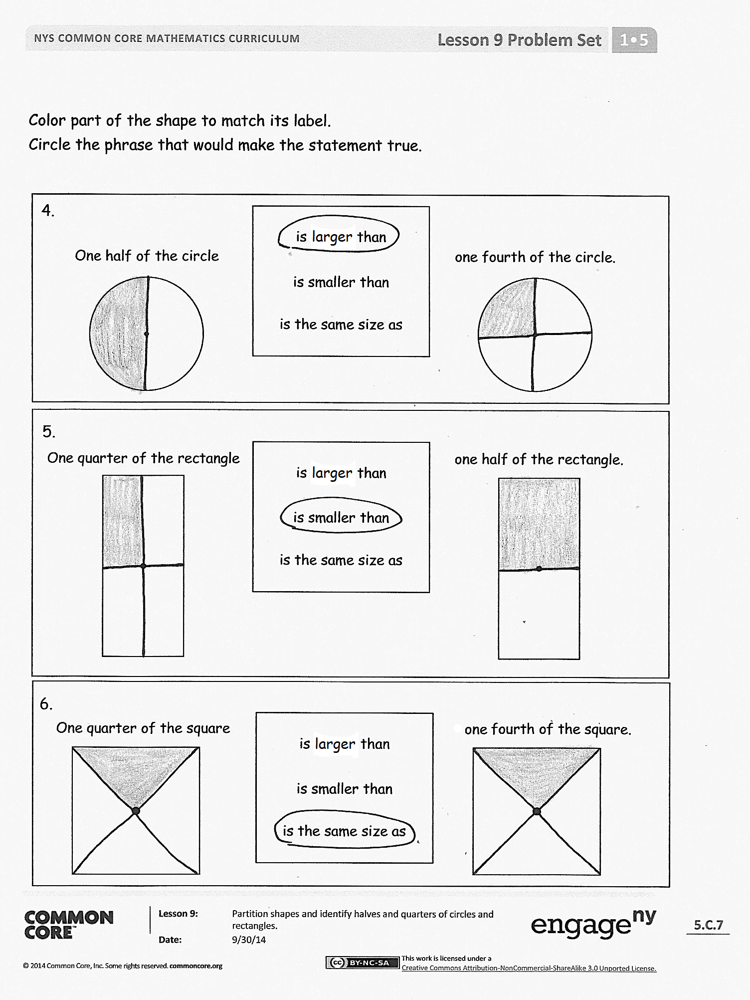 NYS COMMON CORE MATHEMATICS CURRICULUM
Lesson 9 Problem Set
1•5
Color part of the shape to match its label.
Circle the phrase that would make the statement true.
4.
One half of the circle
is larger than
is smaller than
is the same size as
one fourth of the circle.
5.
One quarter of the rectangle
is larger than
is smaller than
is the same size as
one half of the rectangle.
6.
One quarter of the square
is larger than
is smaller than
is the same size as
one fourth of the square.
COMMON
CORE™
Lesson 9:
Partition shapes and identify halves and quarters of circles and
rectangles.
Date:
9/30/14
engage ny
5.C.7
© 2014 Common Core, Inc. Some rights reserved. commoncore.org
cc BY-NC-SA
This work is licensed under a
Creative Commons Attribution-NonCommercial-ShareAlike 3.0 Unported License.